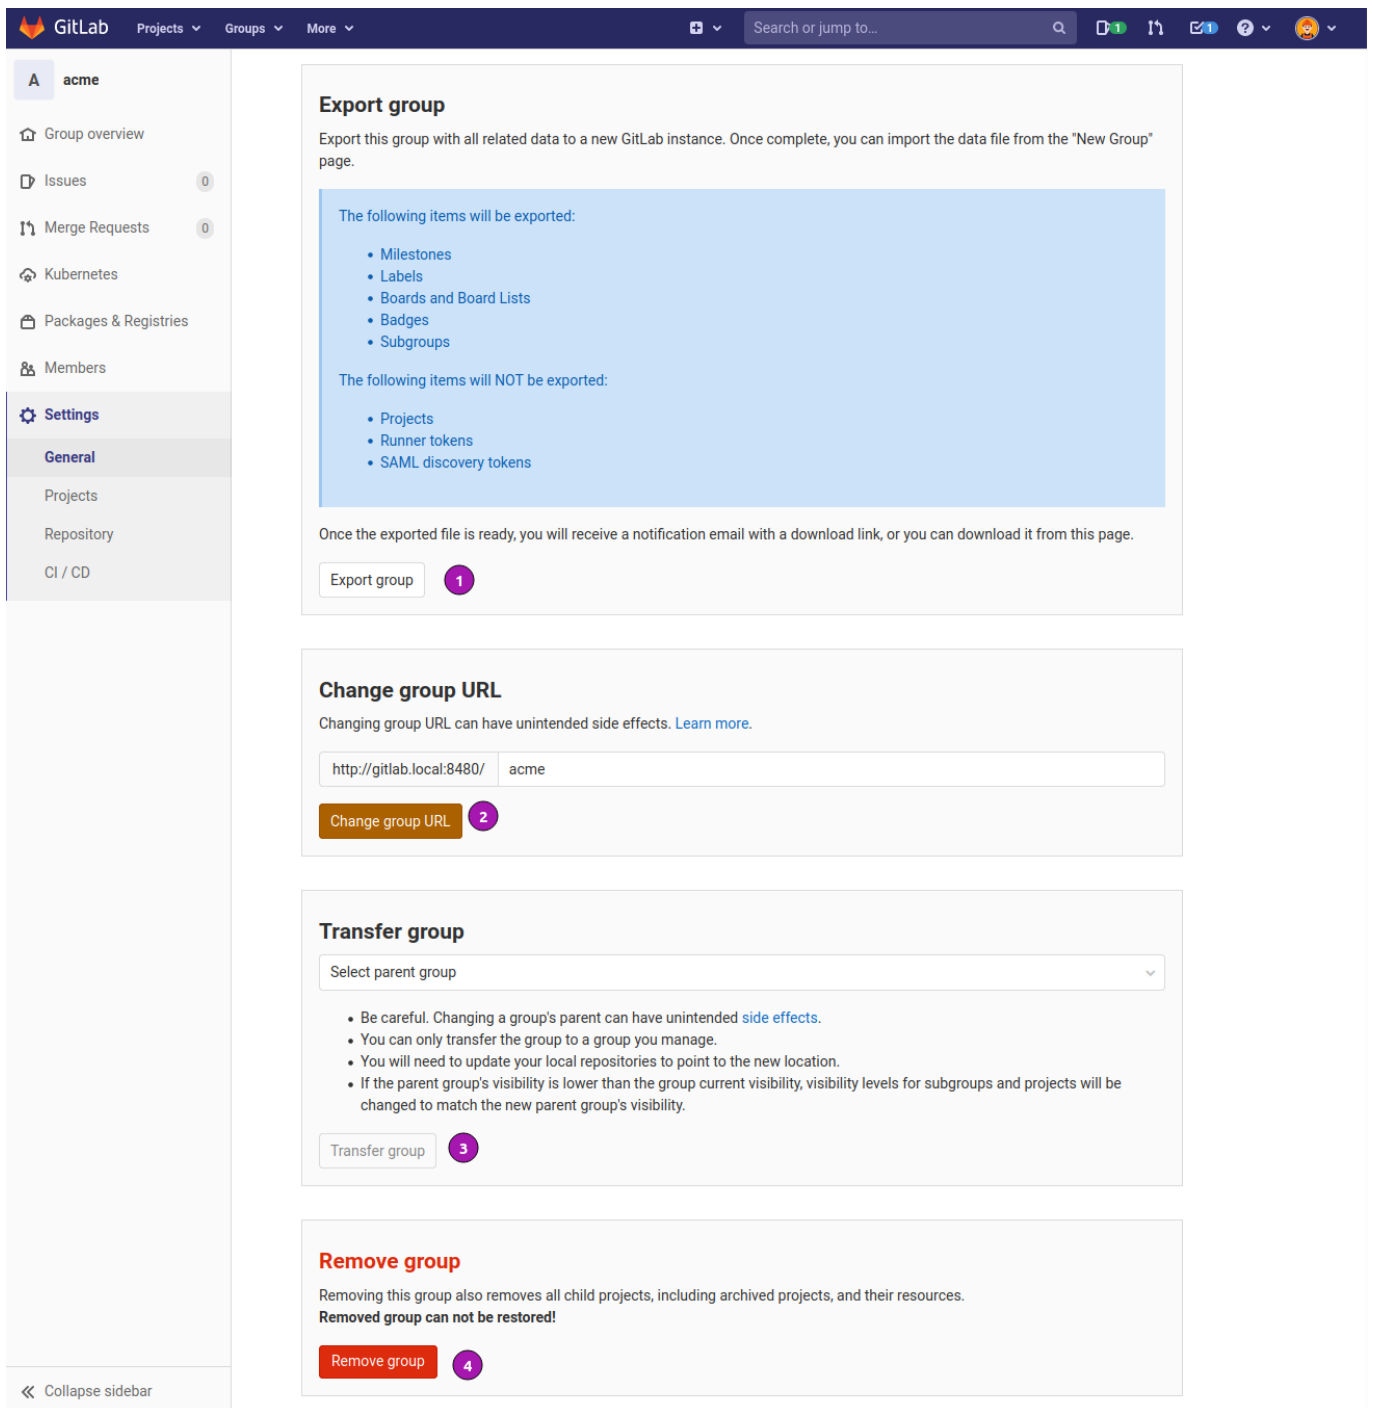 GitLab Projects Groups More Search or jump to... 1 1
A acme
Group overview
Issues 0
Merge Requests 0
Kubernetes
Packages & Registries
Members
Settings
General
Projects
Repository
CI / CD
Collapse sidebar
Export group
Export this group with all related data to a new GitLab instance. Once complete, you can import the data file from the "New Group"
page.
The following items will be exported:
• Milestones
• Labels
• Boards and Board Lists
• Badges
• Subgroups
The following items will NOT be exported:
• Projects
• Runner tokens
• SAML discovery tokens
Once the exported file is ready, you will receive a notification email with a download link, or you can download it from this page.
Export group 1
Change group URL
Changing group URL can have unintended side effects. Learn more.
http://gitlab.local:8480/ acme
Change group URL 2
Transfer group
Select parent group
• Be careful. Changing a group's parent can have unintended side effects.
• You can only transfer the group to a group you manage.
• You will need to update your local repositories to point to the new location.
• If the parent group's visibility is lower than the group current visibility, visibility levels for subgroups and projects will be
changed to match the new parent group's visibility.
Transfer group 3
Remove group
Removing this group also removes all child projects, including archived projects, and their resources.
Removed group can not be restored!
Remove group 4